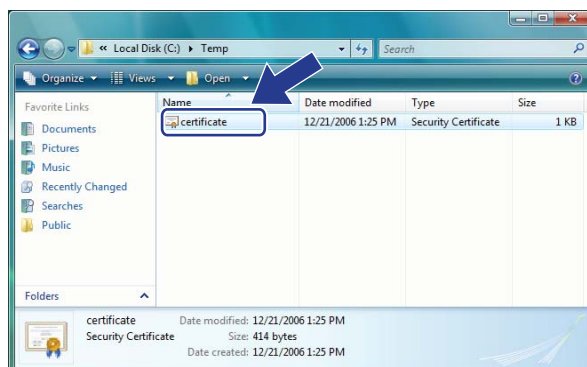 « Local Disk (C:) ▸ Temp Search
Organize Views Open
Favorite Links Name Date modified Type Size
Documents certificate 12/21/2006 1:25 PM Security Certificate 1 KB
Pictures
Music
Recently Changed
Searches
Public
Folders
certificate Date modified: 12/21/2006 1:25 PM
Security Certificate Size: 414 bytes
Date created: 12/21/2006 1:25 PM